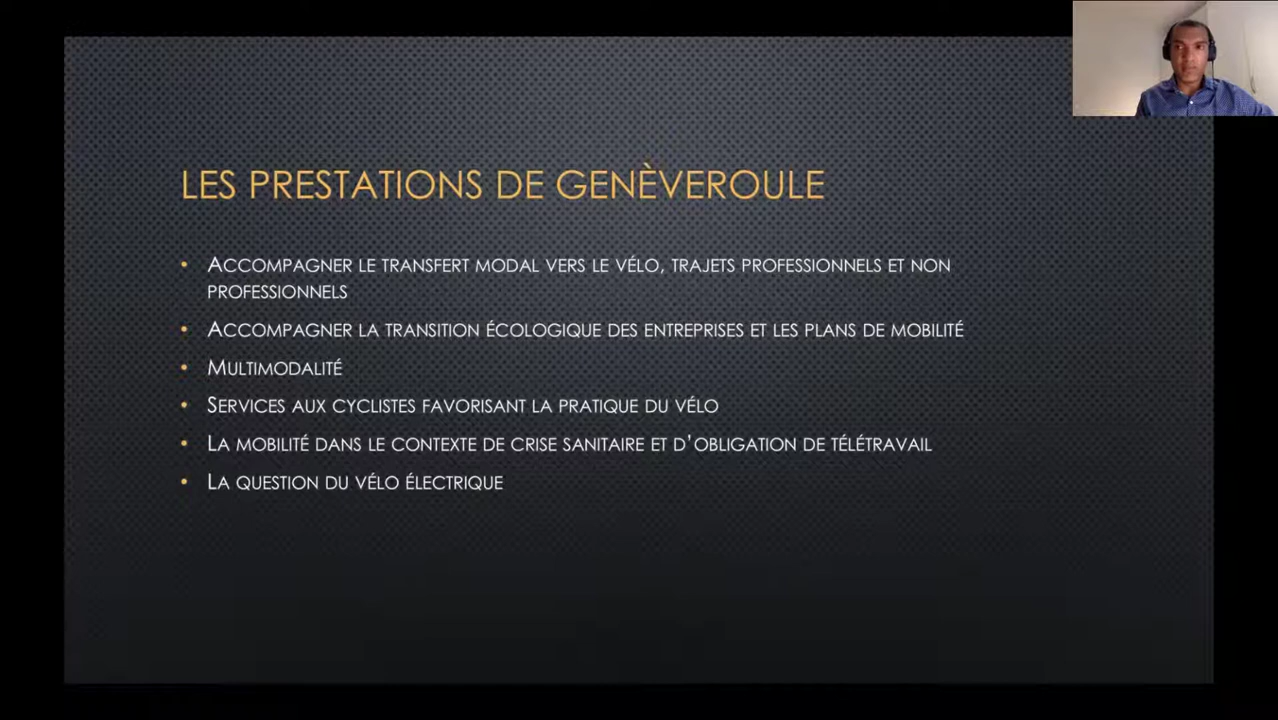 LES PRESTATIONS DE GENÈVEROULE
• ACCOMPAGNER LE TRANSFERT MODAL VERS LE VÉLO, TRAJETS PROFESSIONNELS ET NON
PROFESSIONNELS
• ACCOMPAGNER LA TRANSITION ÉCOLOGIQUE DES ENTREPRISES ET LES PLANS DE MOBILITÉ
• MULTIMODALITÉ
• SERVICES AUX CYCLISTES FAVORISANT LA PRATIQUE DU VÉLO
• LA MOBILITÉ DANS LE CONTEXTE DE CRISE SANITAIRE ET D'OBLIGATION DE TÉLÉTRAVAIL
• LA QUESTION DU VÉLO ÉLECTRIQUE